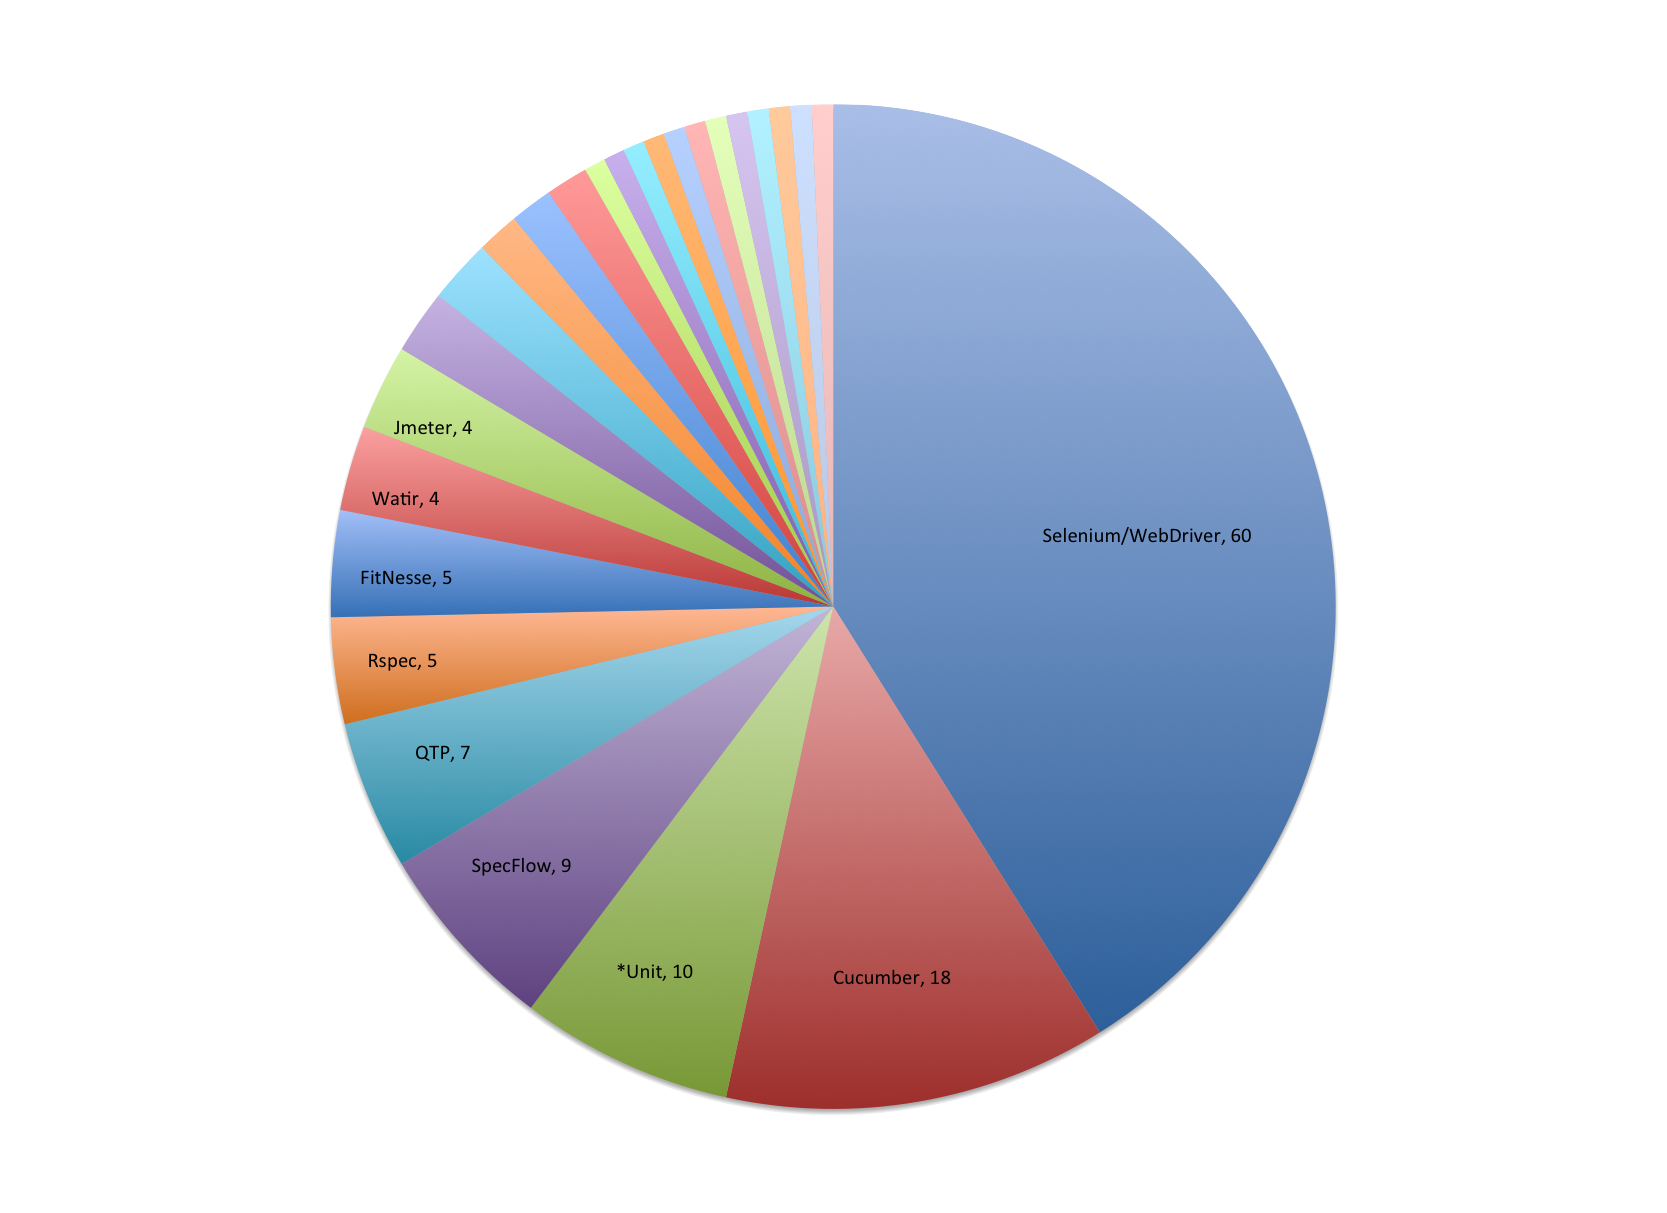 Jmeter, 4
Watir, 4
Selenium/WebDriver, 60
FitNesse, 5
Rspec, 5
QTP, 7
SpecFlow, 9
*Unit, 10
Cucumber, 18